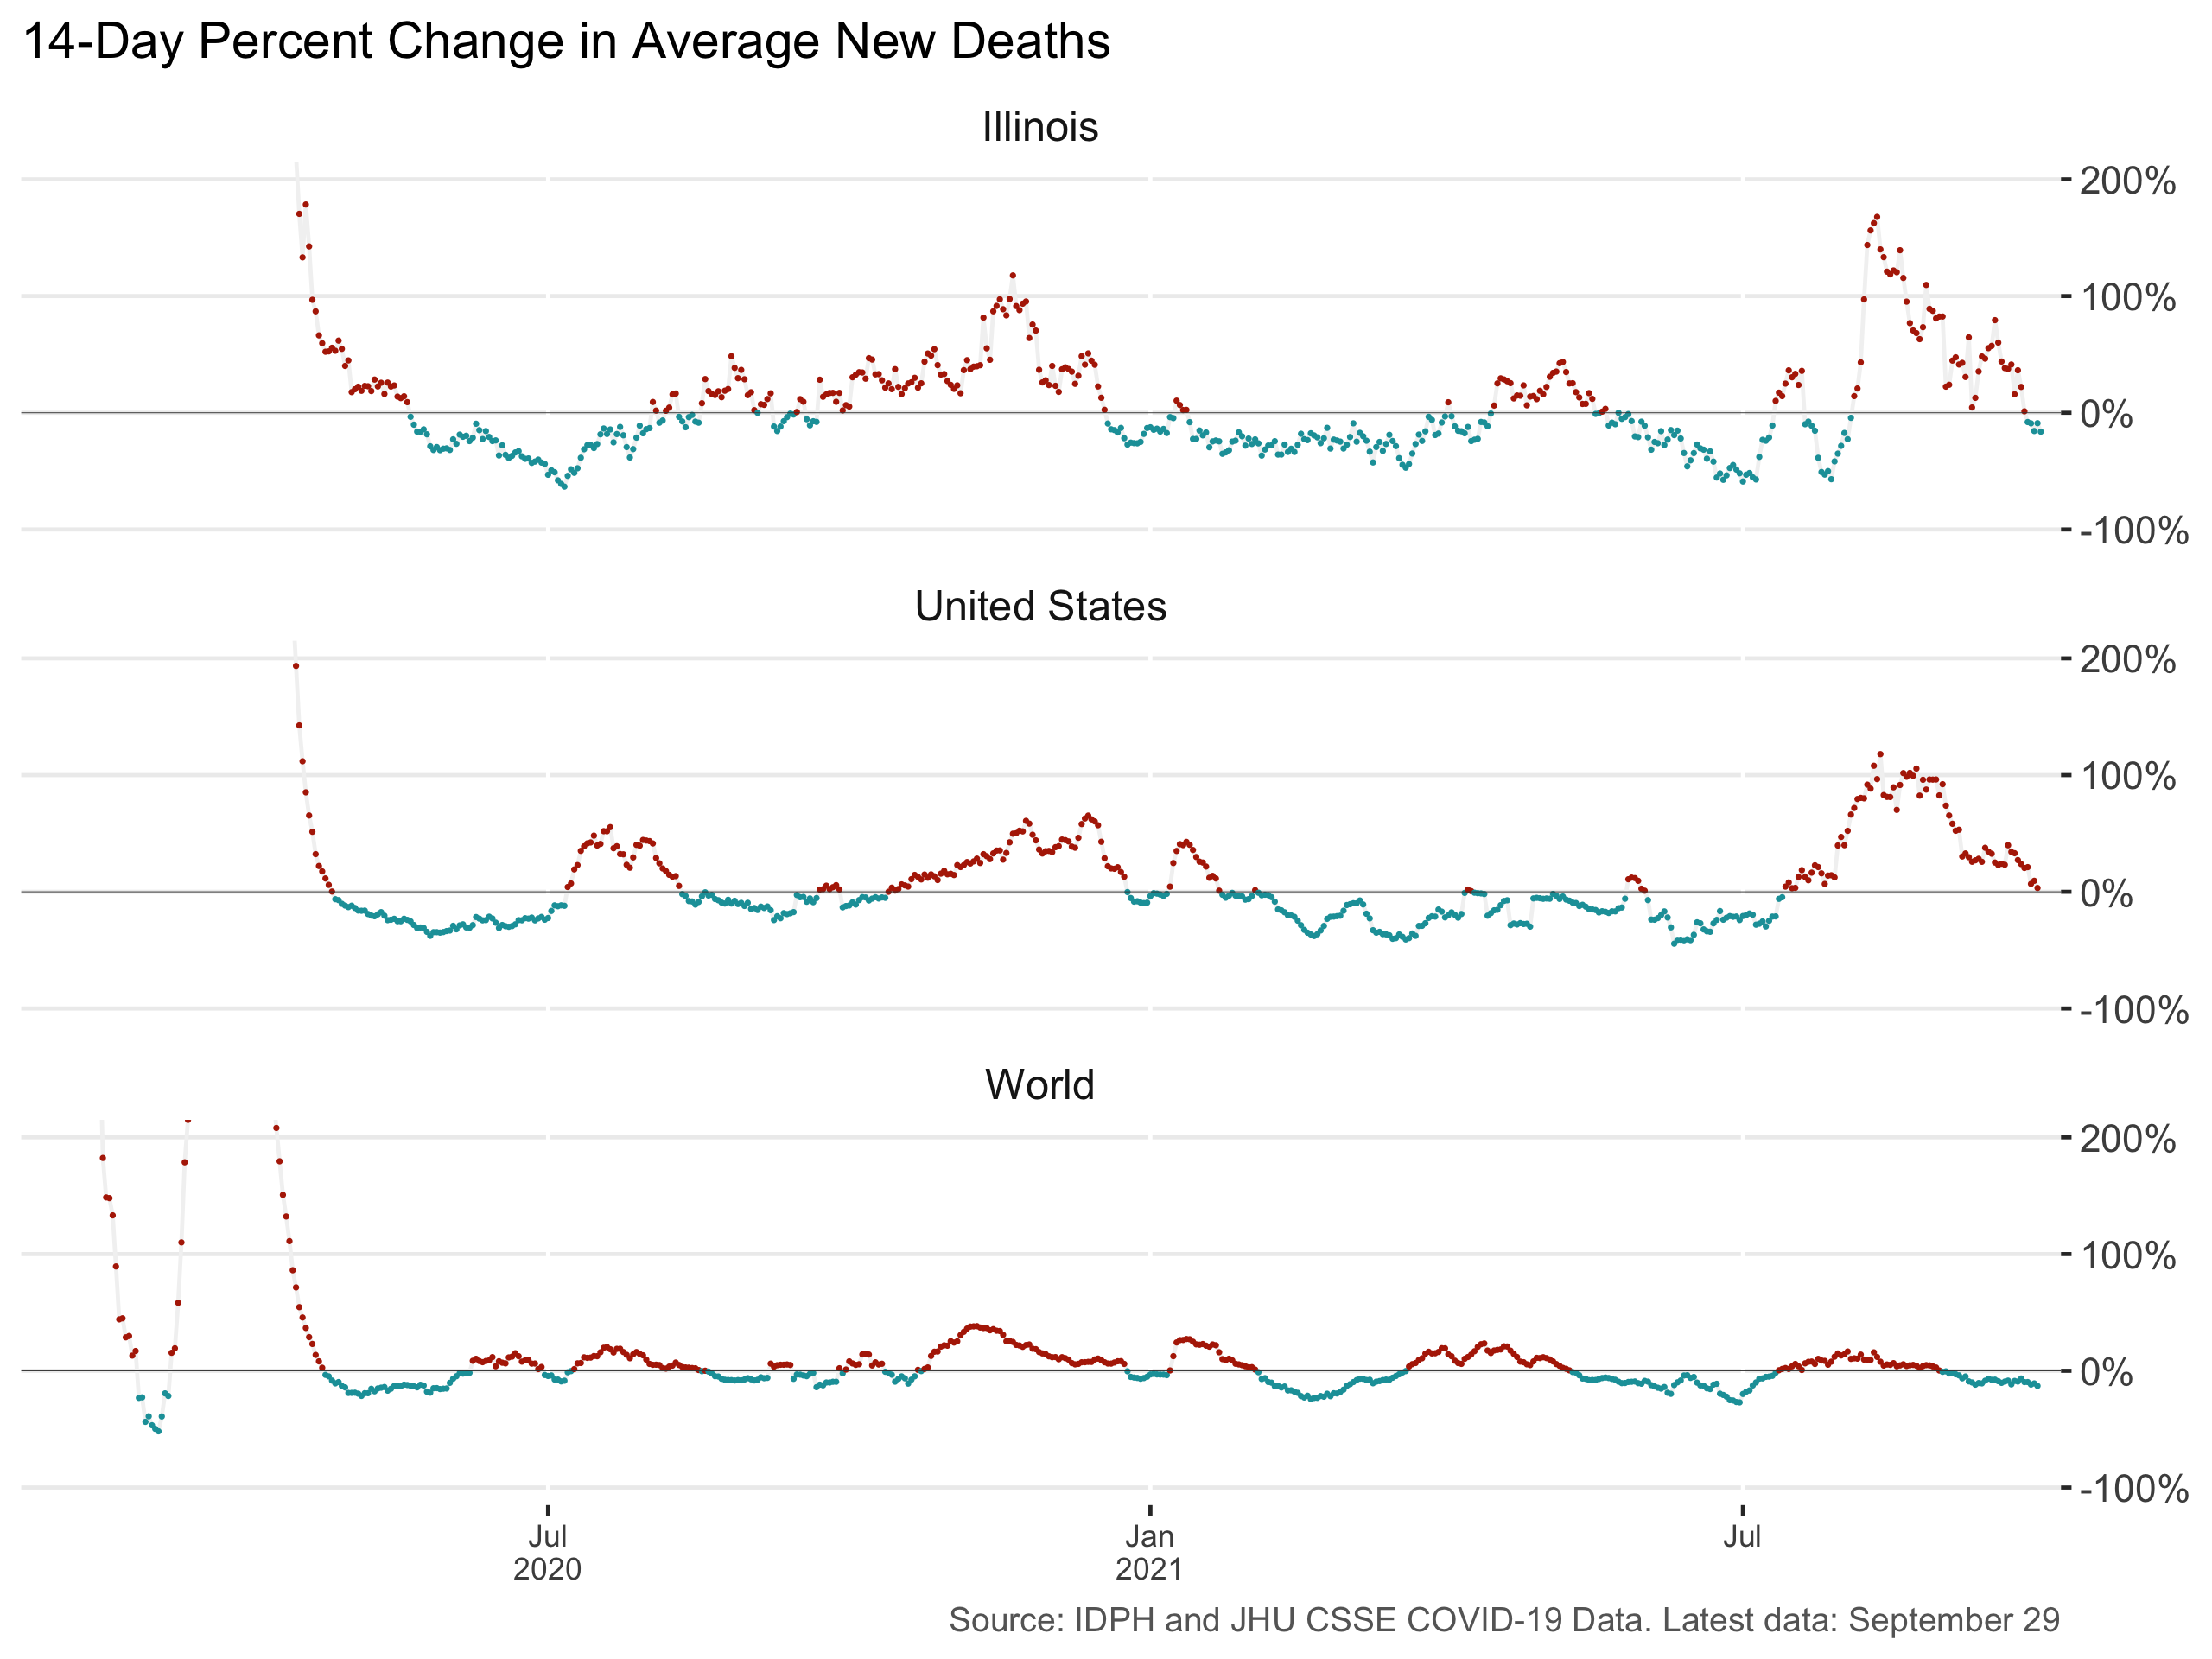 14-Day Percent Change in Average New Deaths
Illinois
200%
100%
0%
-100%
United States
200%
100%
0%
-100%
World
200%
100%
0%
-100%
Jul
2020
Jan
2021
Jul
Source: IDPH and JHU CSSE COVID-19 Data. Latest data: September 29